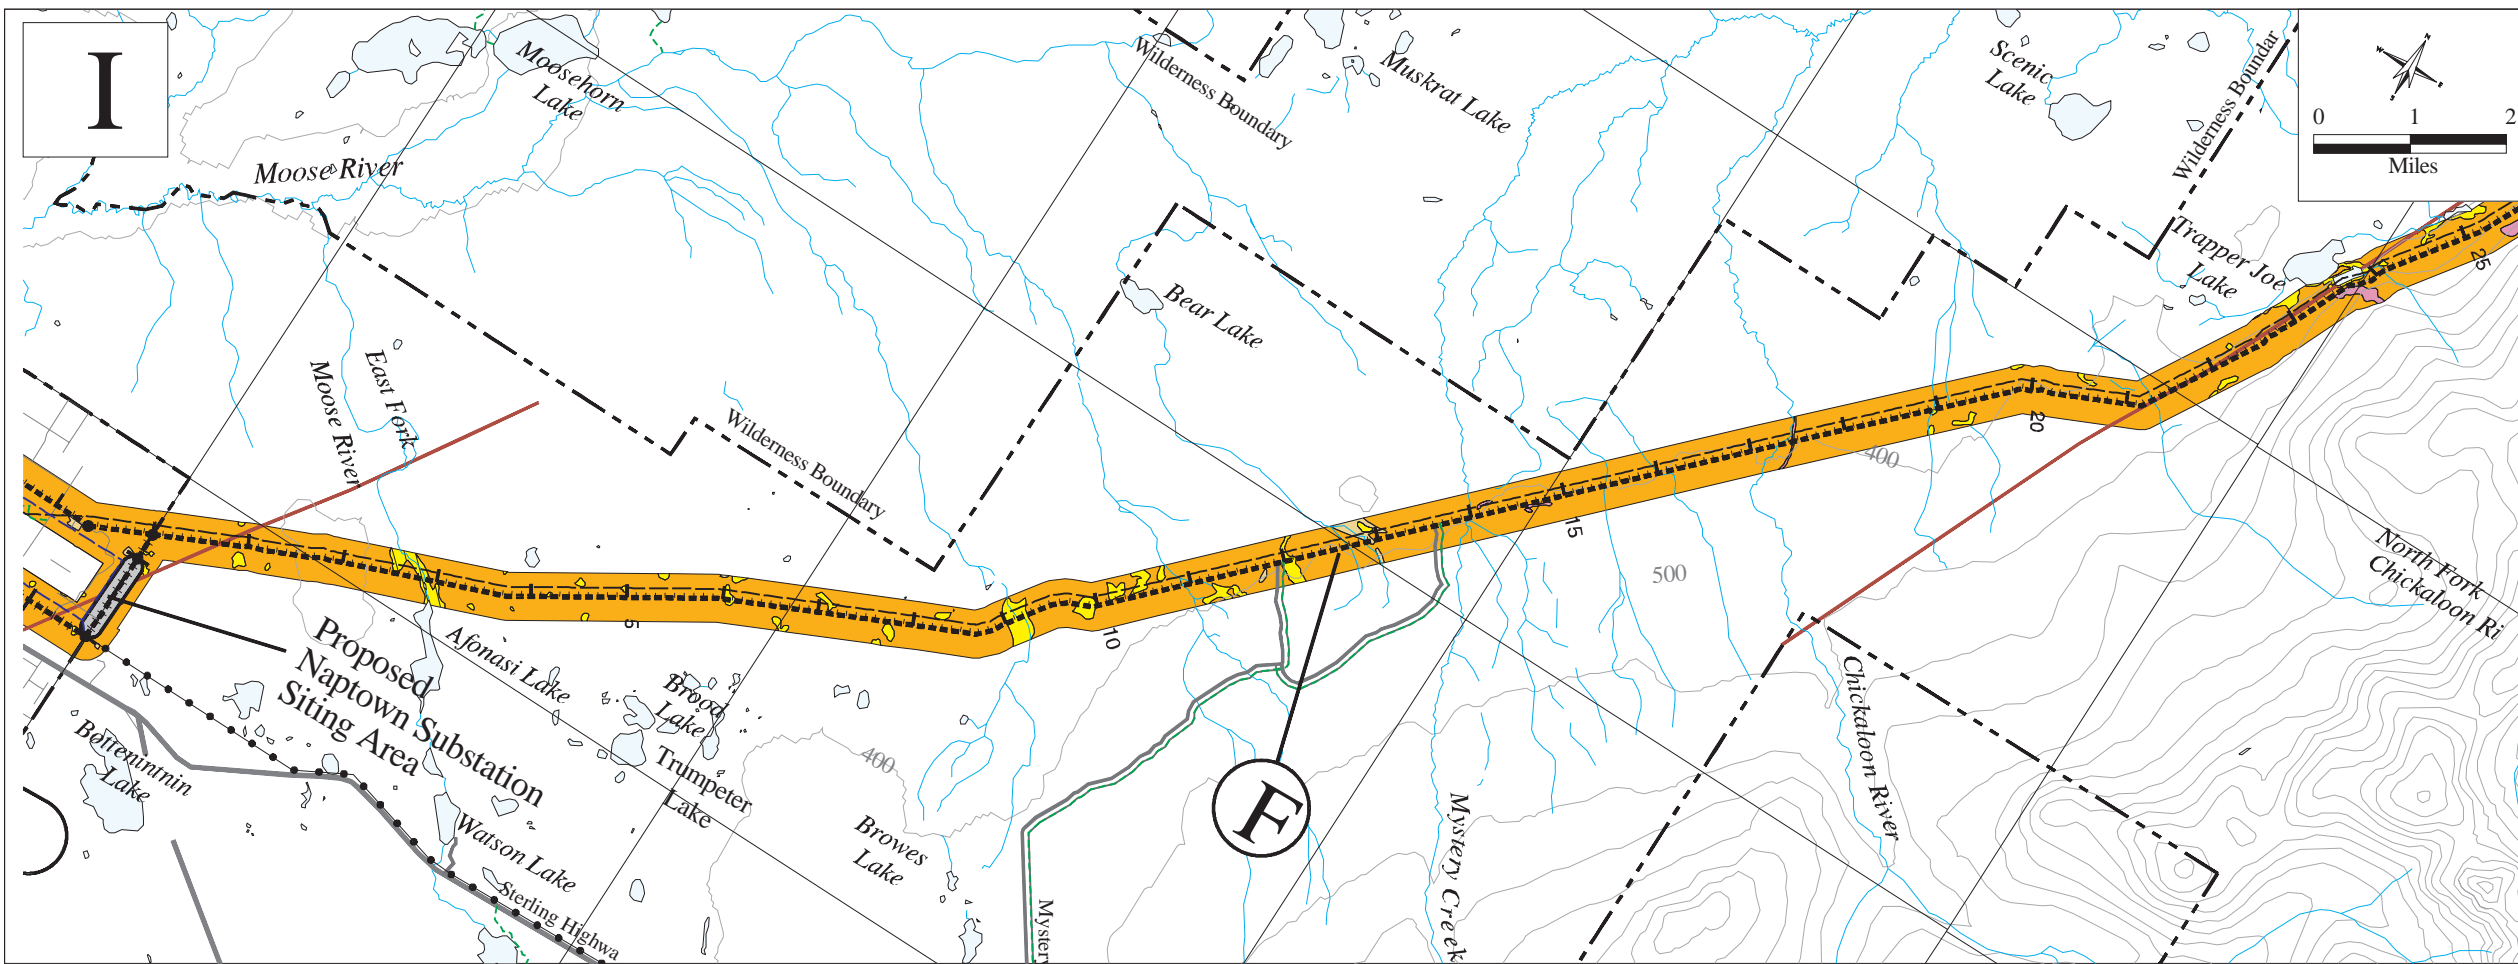 I
Moosehorn
Lake
Moose River
Wilderness Boundary
Muskrat Lake
Scenic
Lake
Wilderness Boundar
N
W
E
S
0 1 2
Miles
Trapper Joe
Lake
25
Bear Lake
East Fork
Moose River
Wilderness Boundary
20
400
15
500
10
5
North Fork
Chickaloon Ri
Proposed
Naptown Substation
Siting Area
Afonasi Lake
Brood
Lake
Trumpeter
Lake
400
Bottenintnin
Lake
Watson Lake
Browes
Lake
Sterling Highwa
Mystery
F
Mystery Creek
Chickaloon River